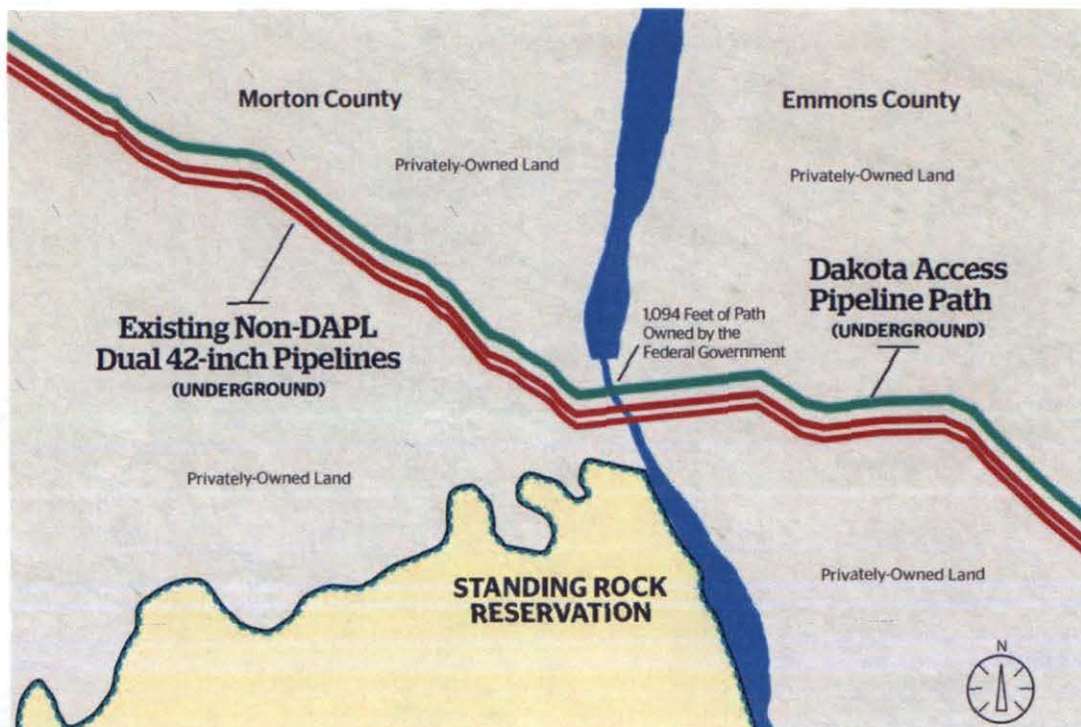 Morton County
Emmons County
Privately-Owned Land
Privately-Owned Land
Dakota Access
Pipeline Path
(UNDERGROUND)
1,094 Feet of Path
Owned by the
Federal Government
Existing Non-DAPL
Dual 42-inch Pipelines
(UNDERGROUND)
Privately-Owned Land
STANDING ROCK
RESERVATION
Privately-Owned Land
N